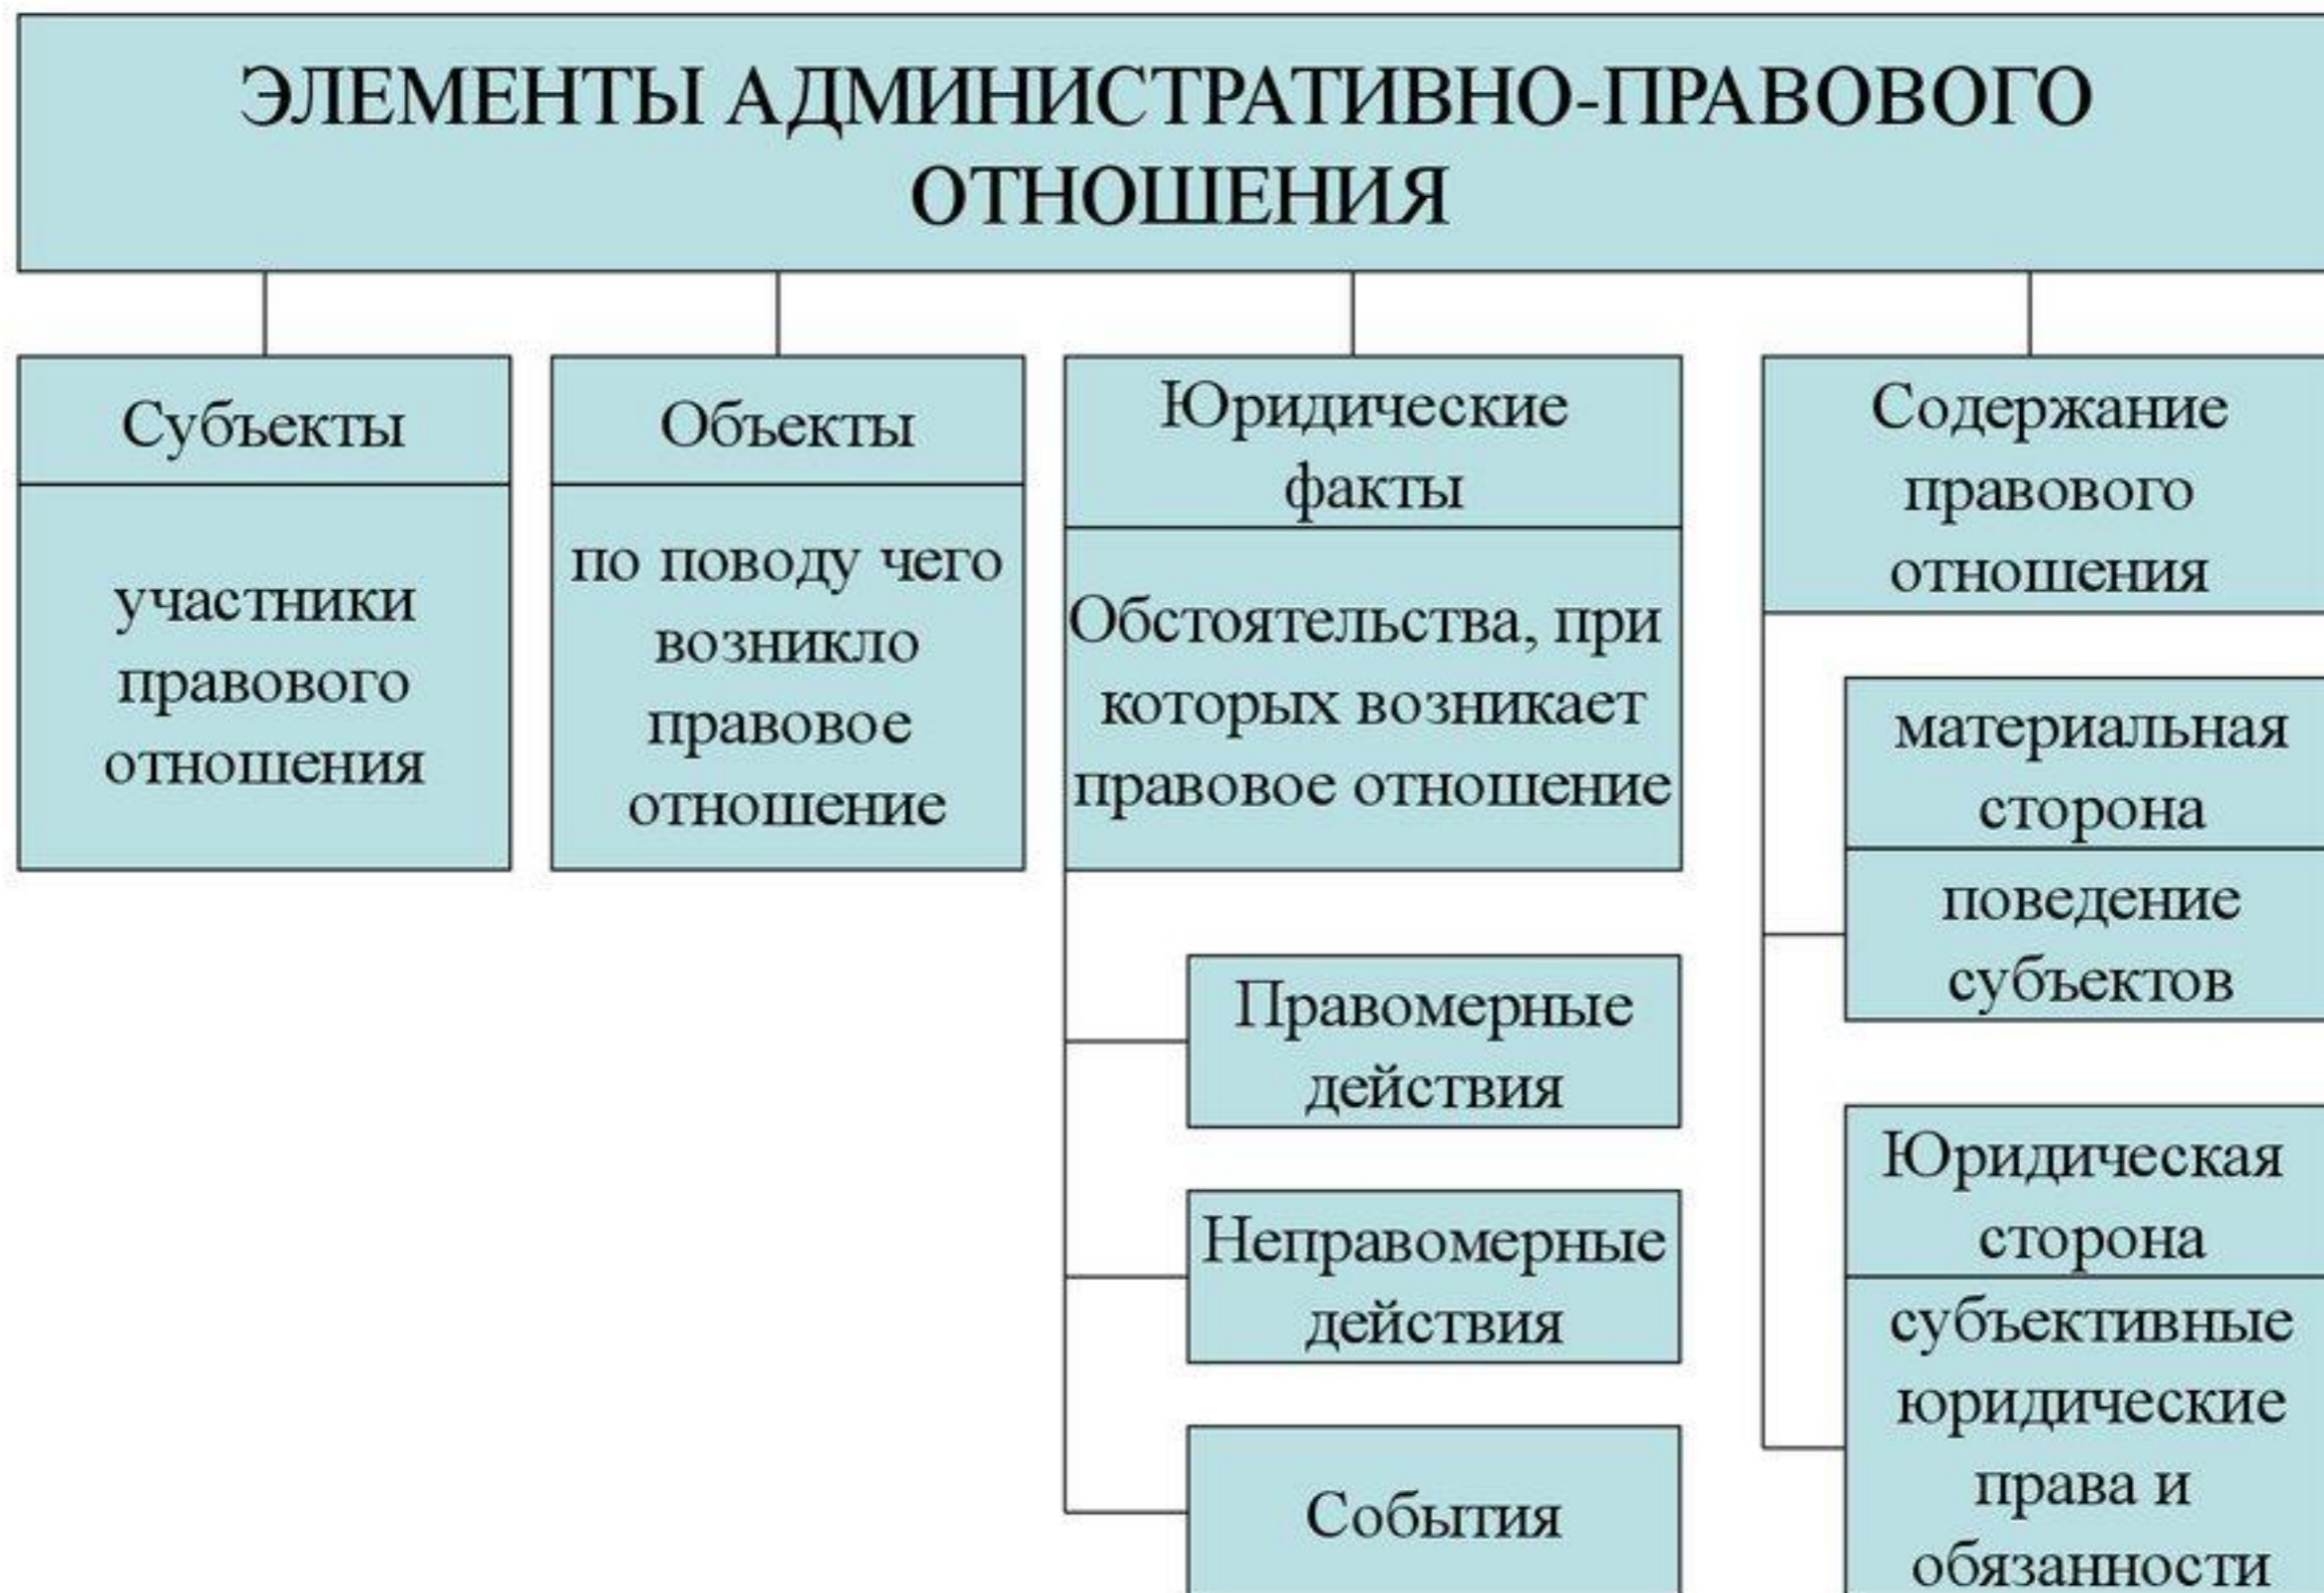 ЭЛЕМЕНТЫ АДМИНИСТРАТИВНО-ПРАВОВОГО
ОТНОШЕНИЯ
Субъекты
участники
правового
отношения
Объекты
по поводу чего
возникло
правовое
отношение
Юридические
факты
Обстоятельства, при
которых возникает
правовое отношение
Правомерные
действия
Неправомерные
действия
События
Содержание
правового
отношения
материальная
сторона
поведение
субъектов
Юридическая
сторона
субъективные
юридические
права и
обязанности